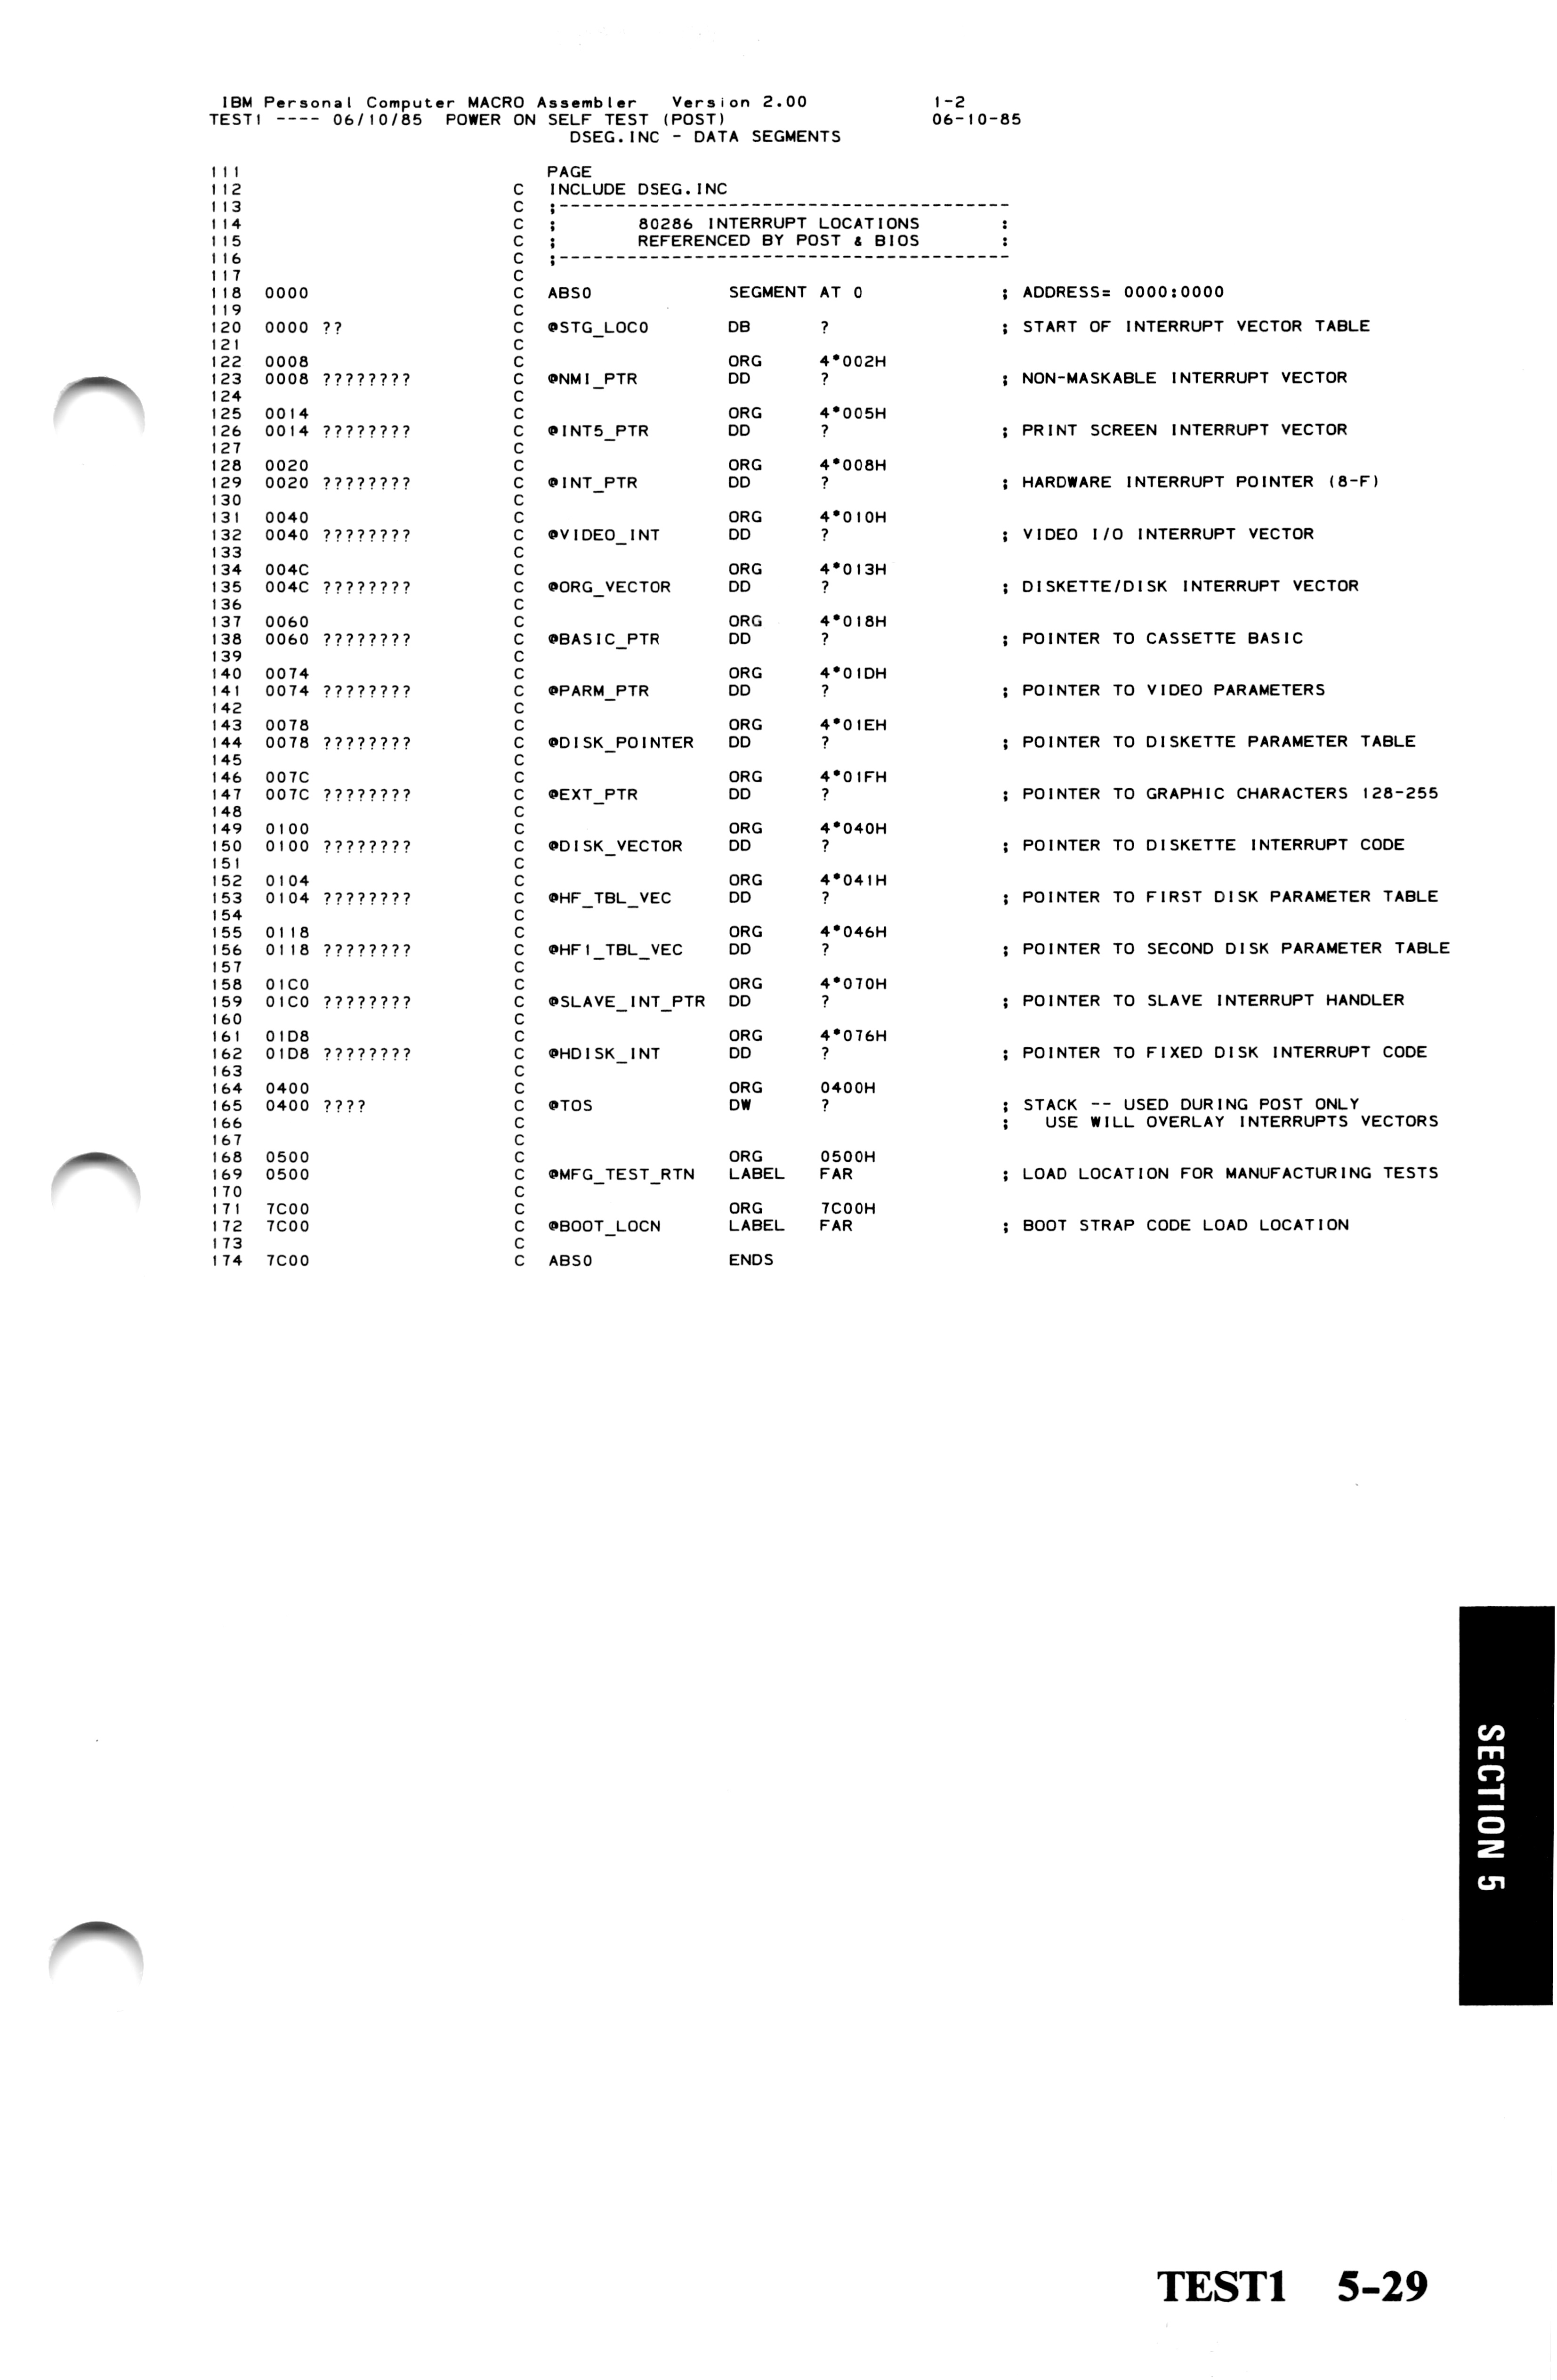 IBM Personal Computer MACRO Assembler   Version 2.00            1-2
TEST1 ---- 06/10/85  POWER ON SELF TEST (POST)                  06-10-85
                     DSEG.INC - DATA SEGMENTS
111                             PAGE
112                          C  INCLUDE DSEG.INC
113                          C  ;----------------------------------------
114                          C  ;       80286 INTERRUPT LOCATIONS       :
115                          C  ;       REFERENCED BY POST & BIOS       :
116                          C  ;----------------------------------------
117                          C
118  0000                    C  ABS0            SEGMENT AT 0            ; ADDRESS= 0000:0000
119                          C
120  0000 ??                 C  @STG_LOC0       DB      ?               ; START OF INTERRUPT VECTOR TABLE
121                          C
122  0008                    C                  ORG     4*002H
123  0008 ????????           C  @NMI_PTR        DD      ?               ; NON-MASKABLE INTERRUPT VECTOR
124                          C
125  0014                    C                  ORG     4*005H
126  0014 ????????           C  @INT5_PTR       DD      ?               ; PRINT SCREEN INTERRUPT VECTOR
127                          C
128  0020                    C                  ORG     4*008H
129  0020 ????????           C  @INT_PTR        DD      ?               ; HARDWARE INTERRUPT POINTER (8-F)
130                          C
131  0040                    C                  ORG     4*010H
132  0040 ????????           C  @VIDEO_INT      DD      ?               ; VIDEO I/O INTERRUPT VECTOR
133                          C
134  004C                    C                  ORG     4*013H
135  004C ????????           C  @ORG_VECTOR     DD      ?               ; DISKETTE/DISK INTERRUPT VECTOR
136                          C
137  0060                    C                  ORG     4*018H
138  0060 ????????           C  @BASIC_PTR      DD      ?               ; POINTER TO CASSETTE BASIC
139                          C
140  0074                    C                  ORG     4*01DH
141  0074 ????????           C  @PARM_PTR       DD      ?               ; POINTER TO VIDEO PARAMETERS
142                          C
143  0078                    C                  ORG     4*01EH
144  0078 ????????           C  @DISK_POINTER   DD      ?               ; POINTER TO DISKETTE PARAMETER TABLE
145                          C
146  007C                    C                  ORG     4*01FH
147  007C ????????           C  @EXT_PTR        DD      ?               ; POINTER TO GRAPHIC CHARACTERS 128-255
148                          C
149  0100                    C                  ORG     4*040H
150  0100 ????????           C  @DISK_VECTOR    DD      ?               ; POINTER TO DISKETTE INTERRUPT CODE
151                          C
152  0104                    C                  ORG     4*041H
153  0104 ????????           C  @HF_TBL_VEC     DD      ?               ; POINTER TO FIRST DISK PARAMETER TABLE
154                          C
155  0118                    C                  ORG     4*046H
156  0118 ????????           C  @HF1_TBL_VEC    DD      ?               ; POINTER TO SECOND DISK PARAMETER TABLE
157                          C
158  01C0                    C                  ORG     4*070H
159  01C0 ????????           C  @SLAVE_INT_PTR  DD      ?               ; POINTER TO SLAVE INTERRUPT HANDLER
160                          C
161  01D8                    C                  ORG     4*076H
162  01D8 ????????           C  @HDISK_INT      DD      ?               ; POINTER TO FIXED DISK INTERRUPT CODE
163                          C
164  0400                    C                  ORG     0400H
165  0400 ????               C  @TOS            DW      ?               ; STACK -- USED DURING POST ONLY
166                          C                                          ;   USE WILL OVERLAY INTERRUPTS VECTORS
167                          C
168  0500                    C                  ORG     0500H
169  0500                    C  @MFG_TEST_RTN   LABEL   FAR             ; LOAD LOCATION FOR MANUFACTURING TESTS
170                          C
171  7C00                    C                  ORG     7C00H
172  7C00                    C  @BOOT_LOCN      LABEL   FAR             ; BOOT STRAP CODE LOAD LOCATION
173                          C
174  7C00                    C  ABS0            ENDS
SECTION 5
TEST1 5-29